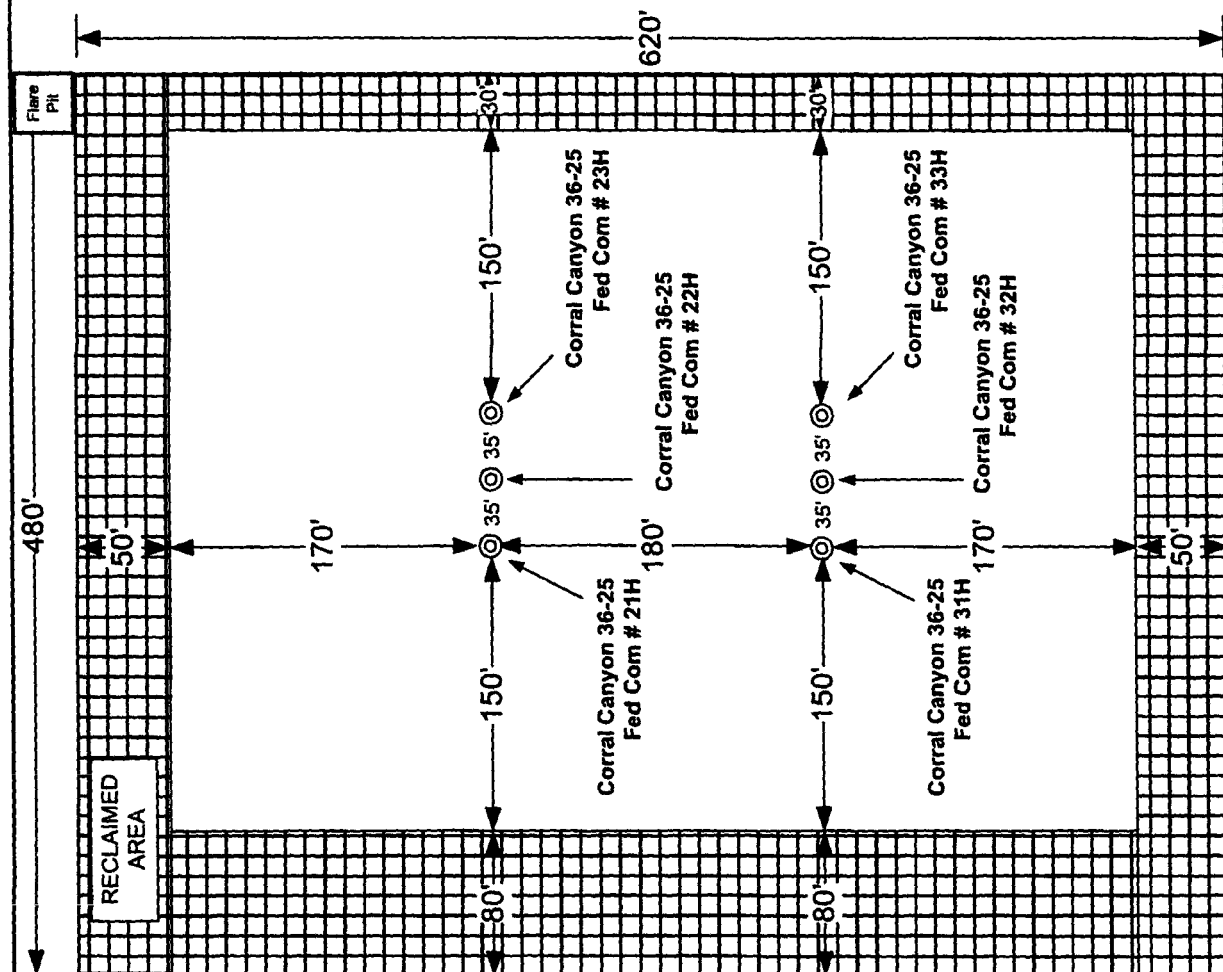 480'
Flare
Pit
620'
RECLAIMED
AREA
50'
170'
30'
150'
150'
35'
35'
Corral Canyon 36-25
Fed Com # 21H
Corral Canyon 36-25
Fed Com # 22H
Corral Canyon 36-25
Fed Com # 23H
80'
180'
30'
150'
150'
35'
35'
Corral Canyon 36-25
Fed Com # 31H
Corral Canyon 36-25
Fed Com # 32H
Corral Canyon 36-25
Fed Com # 33H
80'
170'
50'